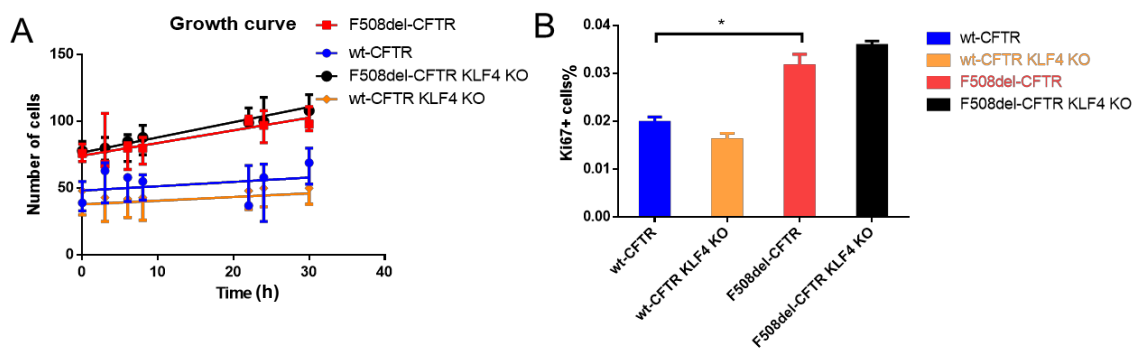 A
Growth curve
F508del-CFTR
wt-CFTR
F508del-CFTR KLF4 KO
wt-CFTR KLF4 KO
150
100
50
0
Number of cells
0
10
20
30
40
Time (h)
B
*
0.04
0.03
0.02
0.01
0.00
Ki67+ cells%
wt-CFTR
wt-CFTR KLF4 KO
F508del-CFTR
F508del-CFTR KLF4 KO
wt-CFTR
wt-CFTR KLF4 KO
F508del-CFTR
F508del-CFTR KLF4 KO